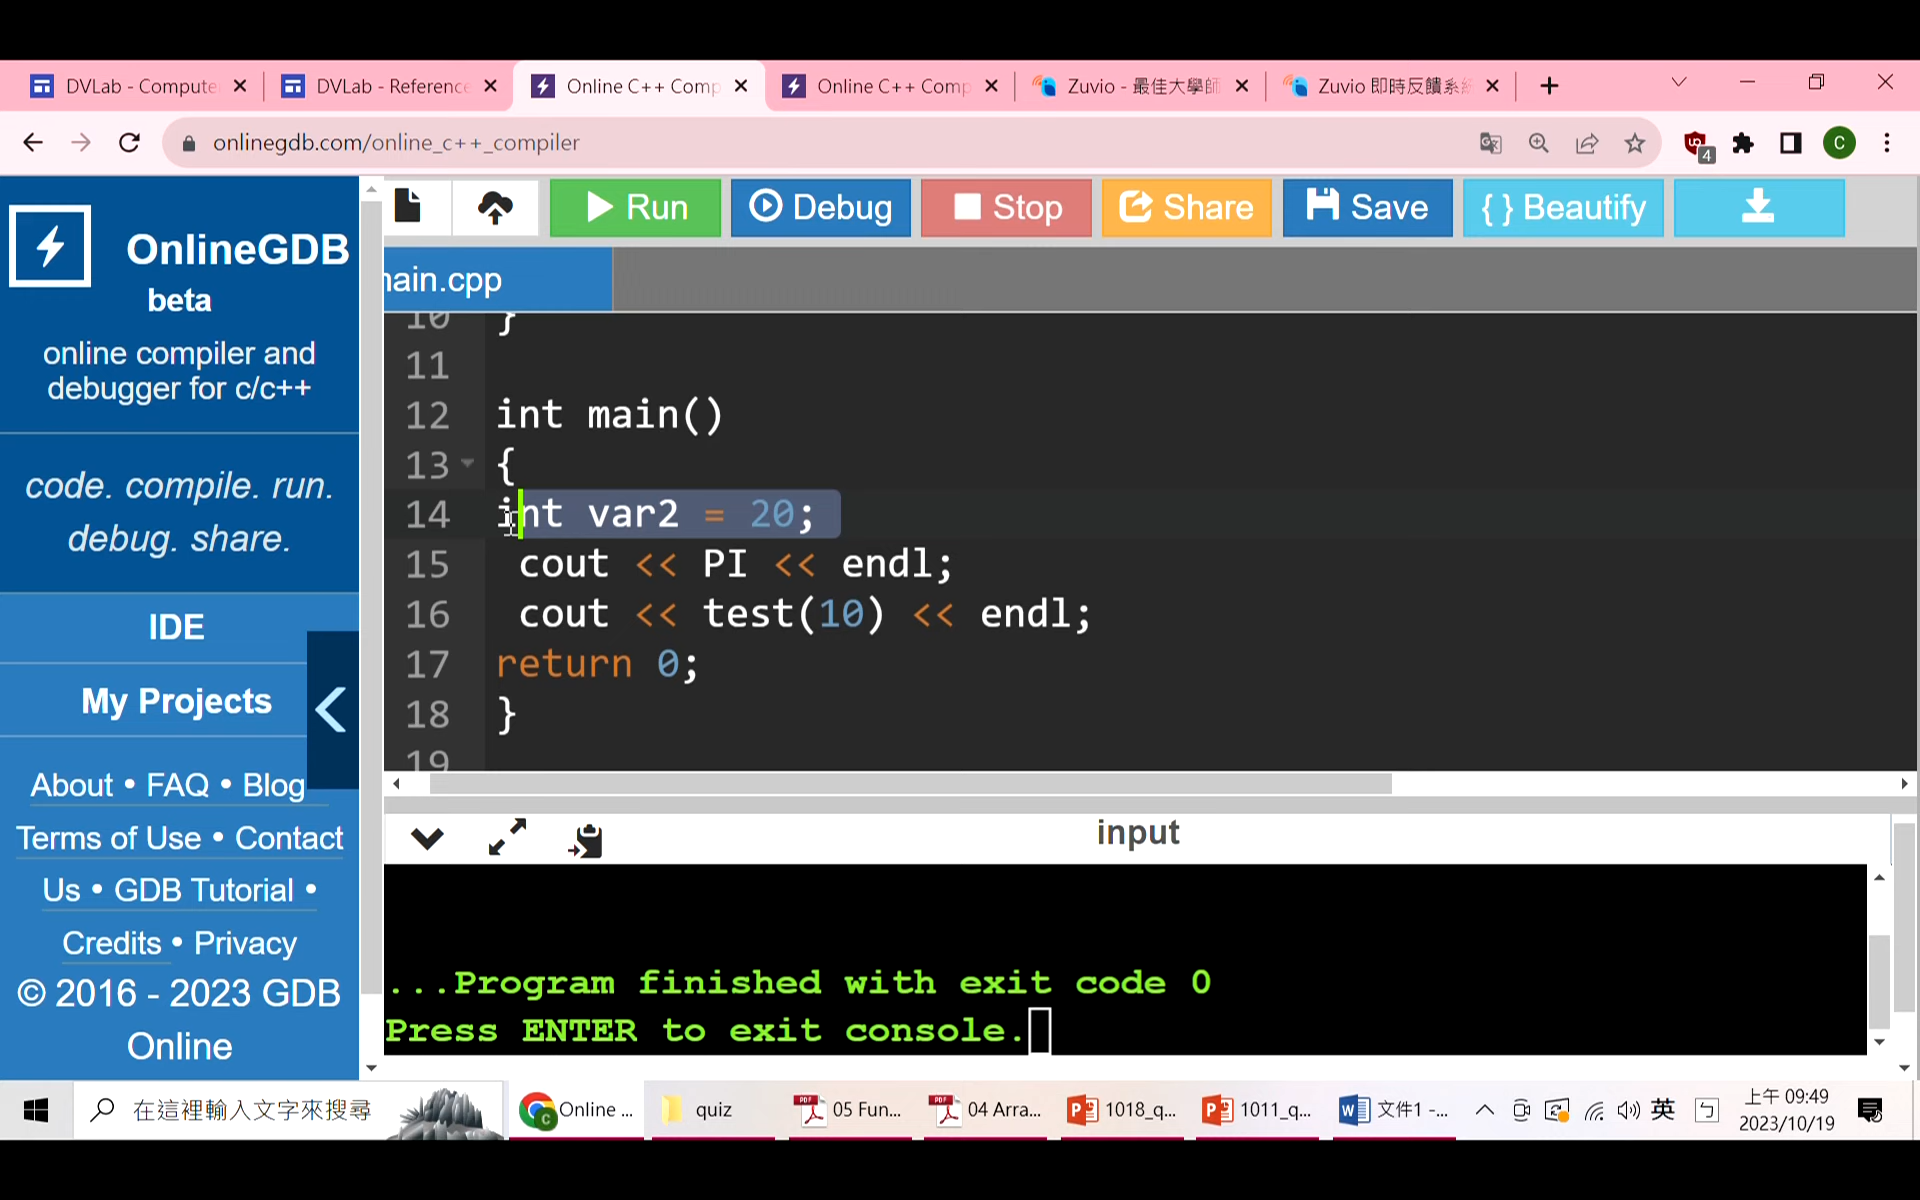 DVLab - Compute
DVLab - Reference
Online C++ Comp
Online C++ Comp
Zuvio - 最佳大學師
Zuvio 即時反饋系統
onlinegdb.com/online_c++_compiler
4
C
OnlineGDB
beta
online compiler and
debugger for c/c++
code. compile. run.
debug. share.
IDE
My Projects
About • FAQ • Blog
Terms of Use • Contact
Us • GDB Tutorial •
Credits • Privacy
© 2016 - 2023 GDB
Online
Run
Debug
Stop
Share
Save
{ } Beautify
main.cpp
10 }
11
12 int main()
13 {
14 int var2 = 20;
15 cout << PI << endl;
16 cout << test(10) << endl;
17 return 0;
18 }
19
input
...Program finished with exit code 0
Press ENTER to exit console.
在這裡輸入文字來搜尋
Online ...
quiz
05 Fun...
04 Arra...
1018_q...
1011_q...
文件1 -...
英
上午 09:49
2023/10/19